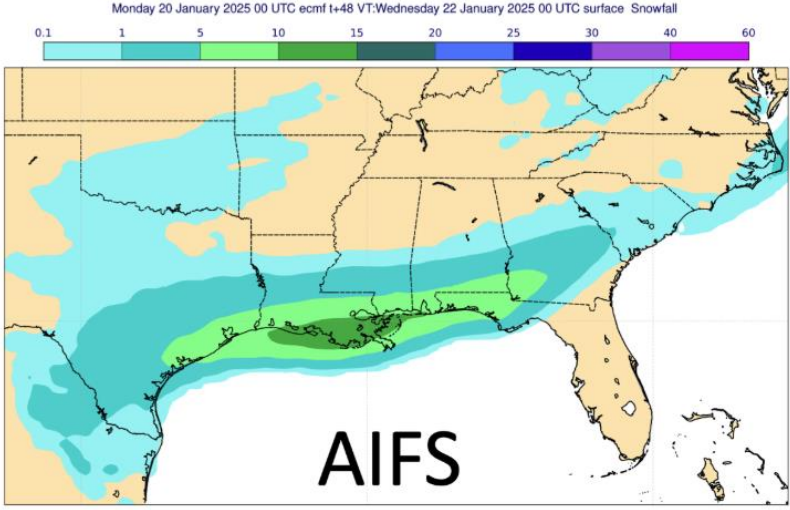 Monday 20 January 2025 00 UTC ecmf t+48 VT:Wednesday 22 January 2025 00 UTC surface Snowfall
0.1 1 5 10 15 20 25 30 40 60
AIFS